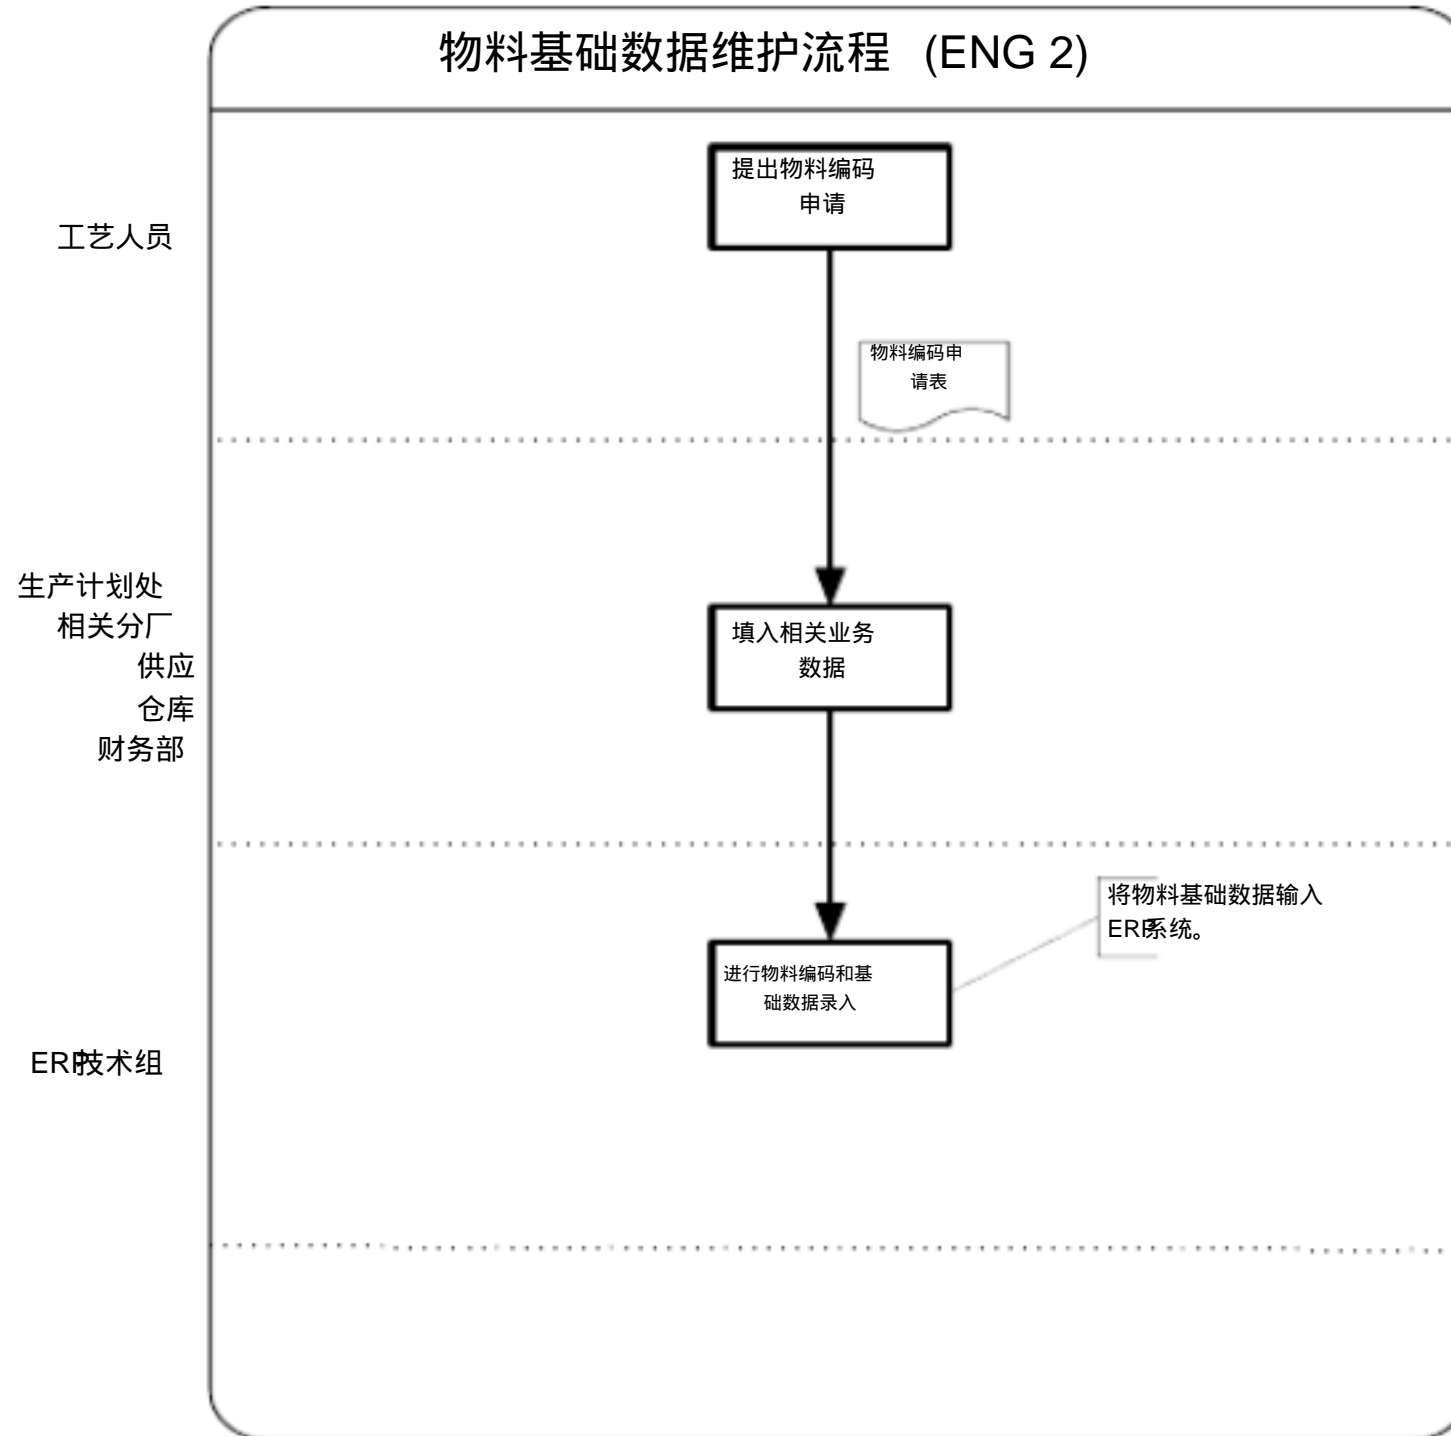 物料基础数据维护流程 (ENG 2)
提出物料编码
申请
工艺人员
物料编码申
请表
生产计划处
相关分厂
供应
仓库
财务部
填入相关业务
数据
将物料基础数据输入
ERP系统。
进行物料编码和基
础数据录入
ERP技术组